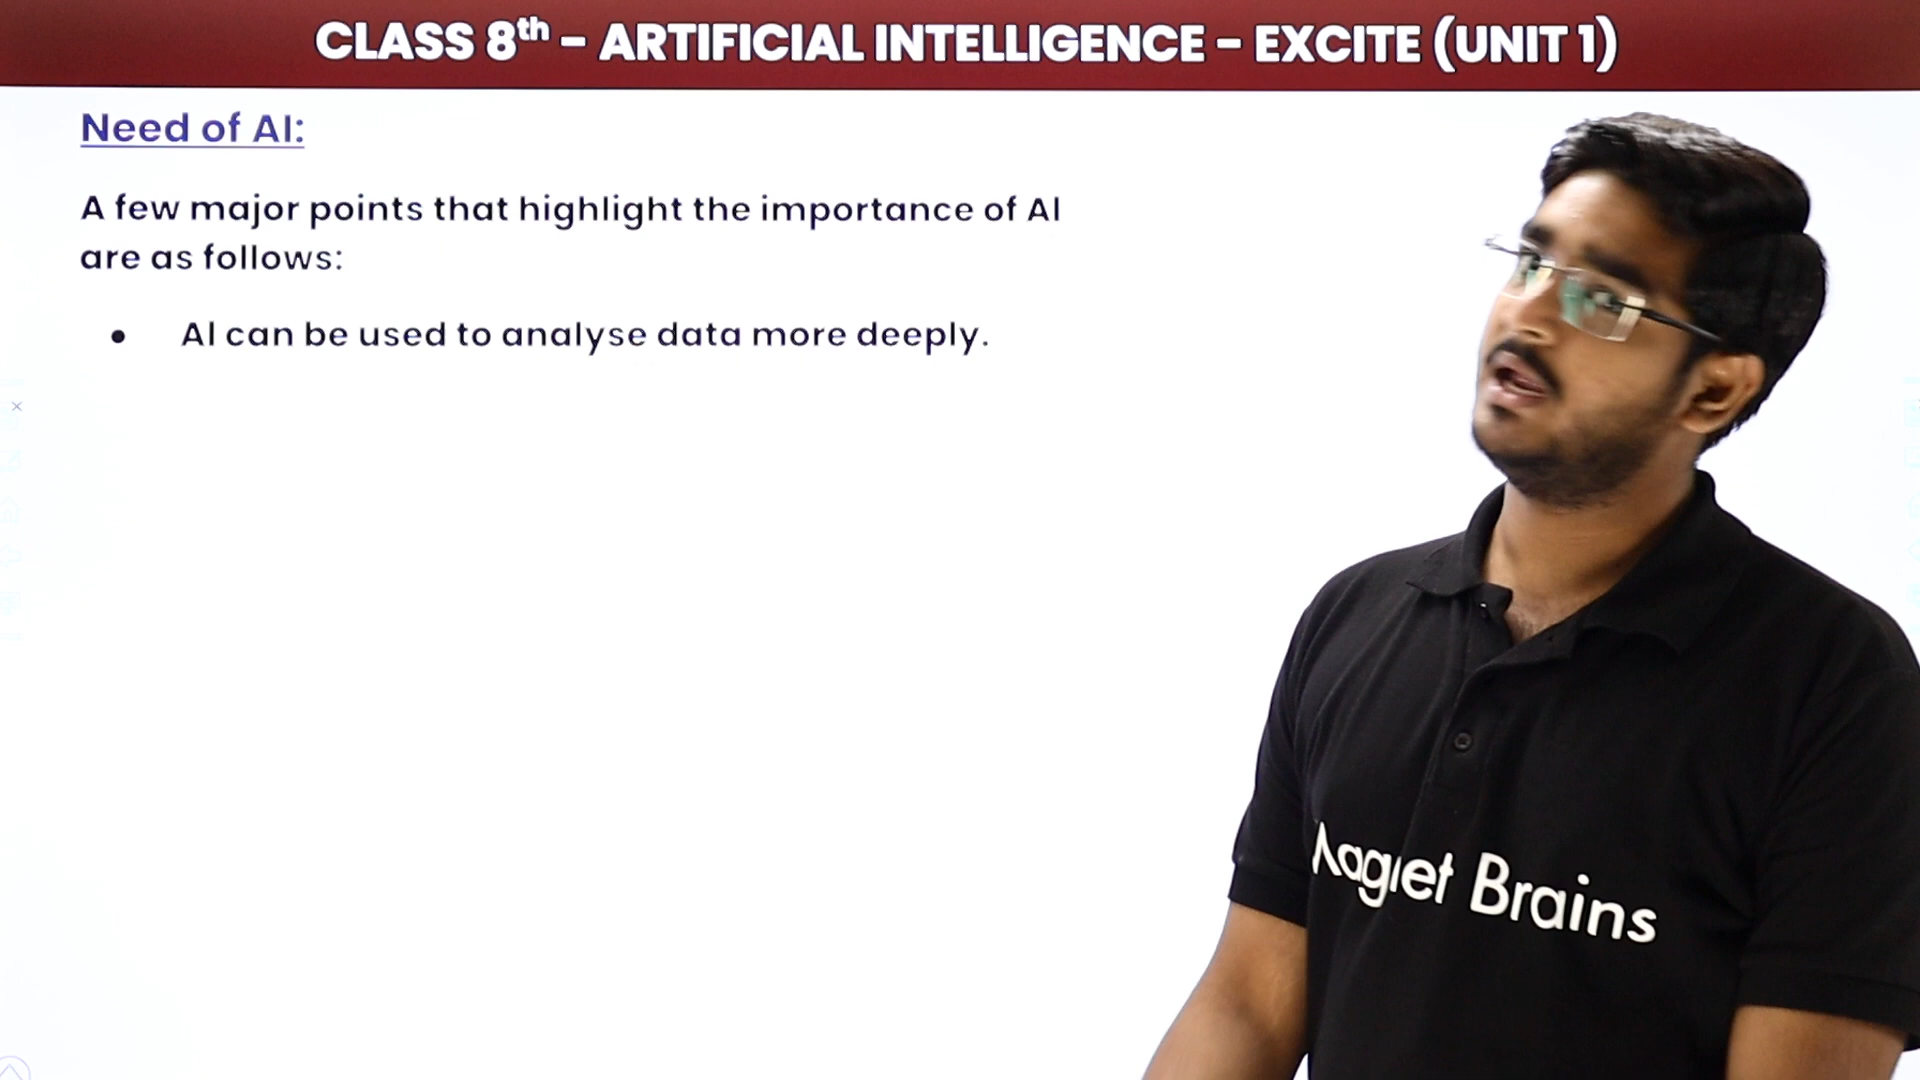 CLASS 8th - ARTIFICIAL INTELLIGENCE - EXCITE (UNIT 1)
Need of AI:
A few major points that highlight the importance of AI
are as follows:
• AI can be used to analyse data more deeply.
Magnet Brains